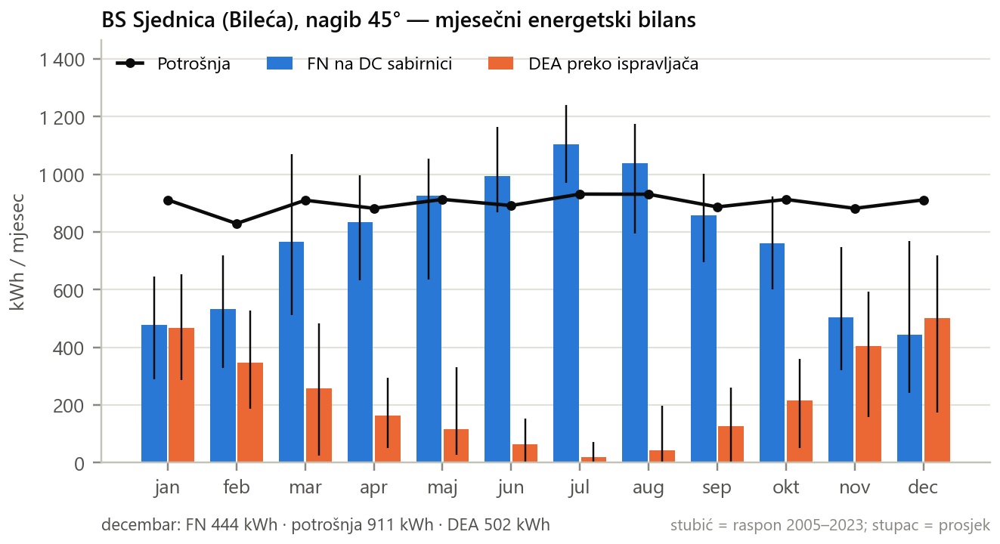 BS Sjednica (Bileća), nagib 45° — mjesečni energetski bilans
Potrošnja FN na DC sabirnici DEA preko ispravljača
kWh / mjesec
1 400
1 200
1 000
800
600
400
200
0
jan feb mar apr maj jun jul aug sep okt nov dec
decembar: FN 444 kWh · potrošnja 911 kWh · DEA 502 kWh
stubić = raspon 2005–2023; stupac = prosjek